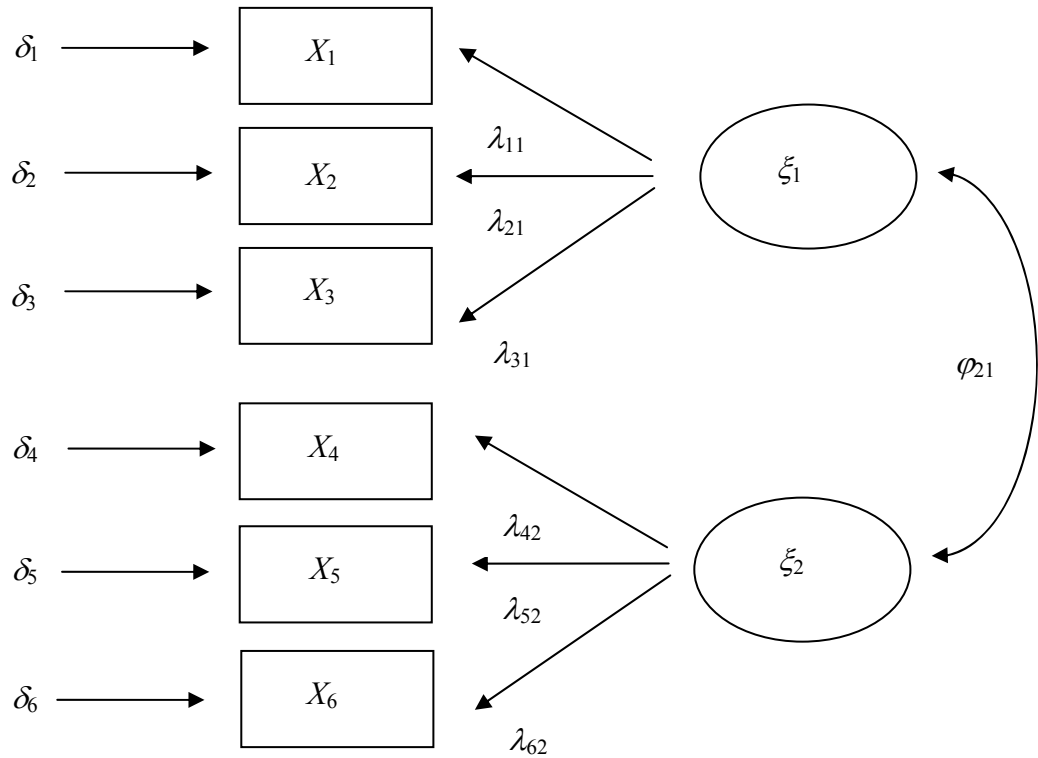 δ₁ X₁
λ₁₁
δ₂ X₂ ξ₁
λ₂₁
δ₃ X₃
λ₃₁
φ₂₁
δ₄ X₄
λ₄₂
δ₅ X₅ ξ₂
λ₅₂
δ₆ X₆
λ₆₂